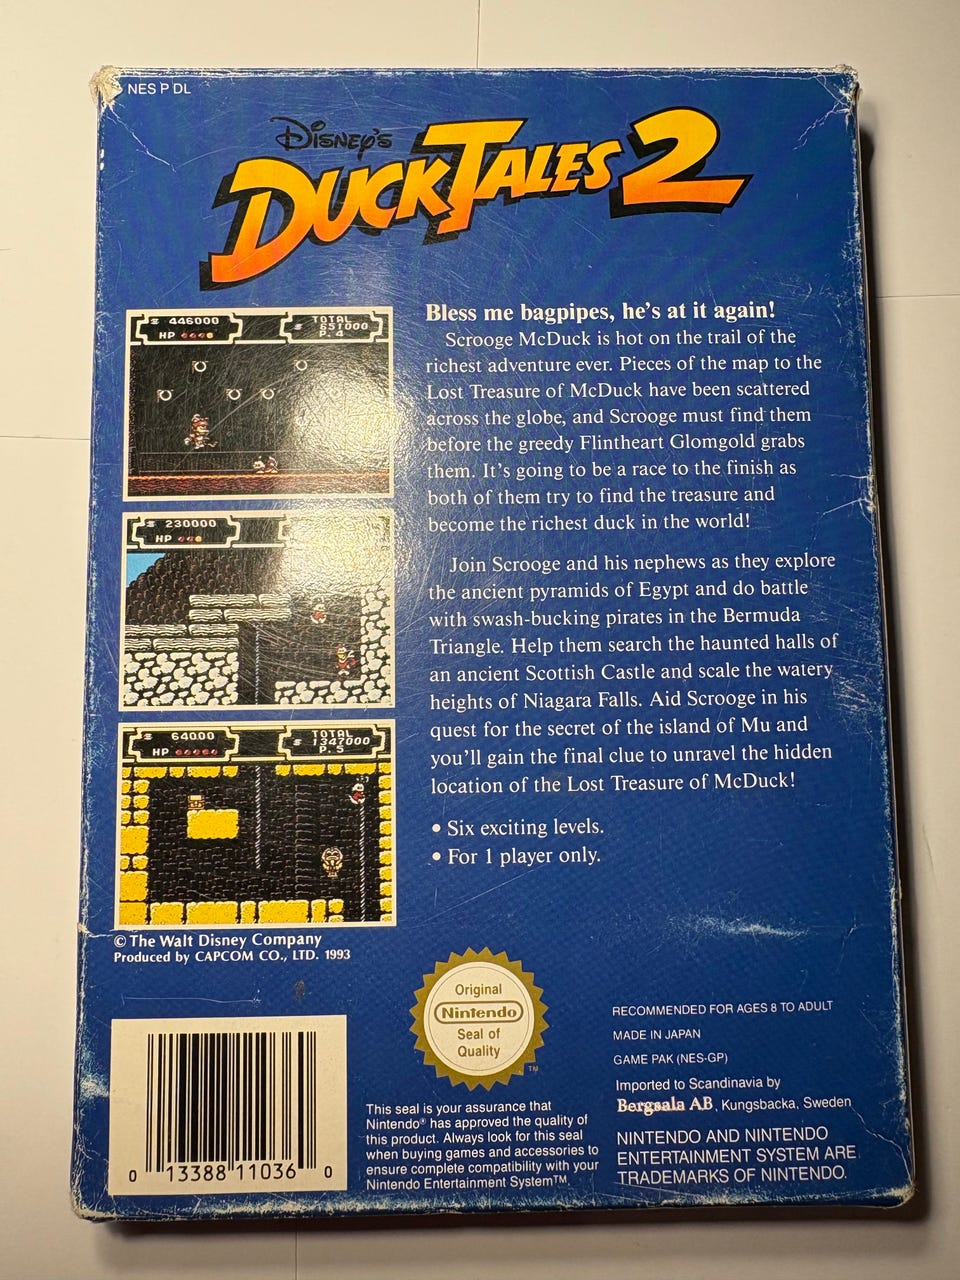 NES P DL
DISNEY'S
DUCKTALES 2
446000
HP
TOTAL
651000
P. 4
230000
HP
64000
HP
TOTAL
1347000
P. 5
Bless me bagpipes, he's at it again!
Scrooge McDuck is hot on the trail of the
richest adventure ever. Pieces of the map to the
Lost Treasure of McDuck have been scattered
across the globe, and Scrooge must find them
before the greedy Flintheart Glomgold grabs
them. It's going to be a race to the finish as
both of them try to find the treasure and
become the richest duck in the world!
Join Scrooge and his nephews as they explore
the ancient pyramids of Egypt and do battle
with swash-bucking pirates in the Bermuda
Triangle. Help them search the haunted halls of
an ancient Scottish Castle and scale the watery
heights of Niagara Falls. Aid Scrooge in his
quest for the secret of the island of Mu and
you'll gain the final clue to unravel the hidden
location of the Lost Treasure of McDuck!
• Six exciting levels.
• For 1 player only.
© The Walt Disney Company
Produced by CAPCOM CO., LTD. 1993
0 13388 11036 0
Original
Nintendo
Seal of
Quality
TM
This seal is your assurance that
Nintendo® has approved the quality of
this product. Always look for this seal
when buying games and accessories to
ensure complete compatibility with your
Nintendo Entertainment System™.
RECOMMENDED FOR AGES 8 TO ADULT
MADE IN JAPAN
GAME PAK (NES-GP)
Imported to Scandinavia by
Bergsala AB, Kungsbacka, Sweden
NINTENDO AND NINTENDO
ENTERTAINMENT SYSTEM ARE
TRADEMARKS OF NINTENDO.